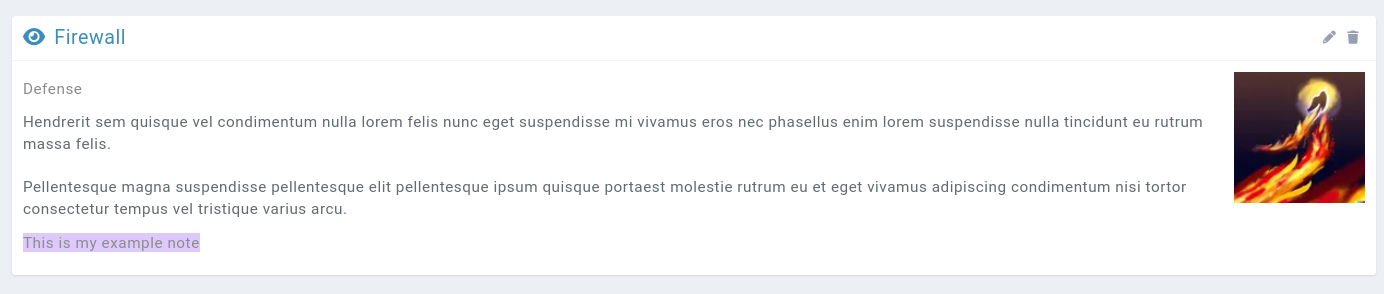 Firewall
Defense
Hendrerit sem quisque vel condimentum nulla lorem felis nunc eget suspendisse mi vivamus eros nec phasellus enim lorem suspendisse nulla tincidunt eu rutrum
massa felis.
Pellentesque magna suspendisse pellentesque elit pellentesque ipsum quisque portaest molestie rutrum eu et eget vivamus adipiscing condimentum nisi tortor
consectetur tempus vel tristique varius arcu.
This is my example note